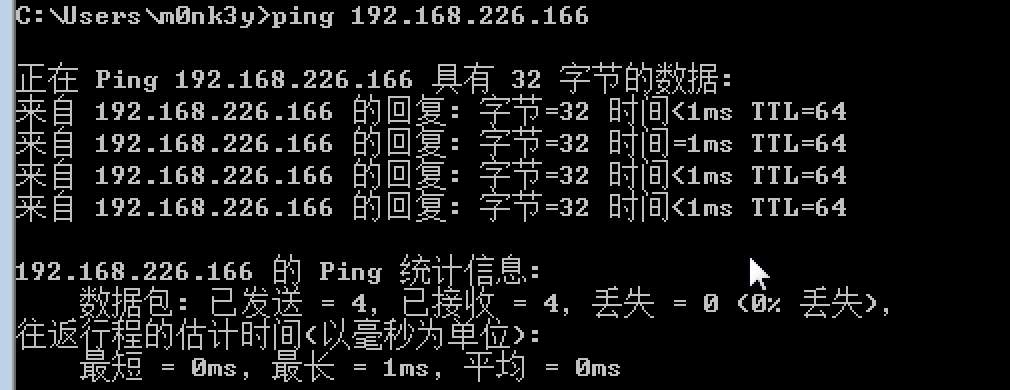 C:\Users\m0nk3y>ping 192.168.226.166
正在 Ping 192.168.226.166 具有 32 字节的数据:
来自 192.168.226.166 的回复: 字节=32 时间<1ms TTL=64
来自 192.168.226.166 的回复: 字节=32 时间=1ms TTL=64
来自 192.168.226.166 的回复: 字节=32 时间<1ms TTL=64
来自 192.168.226.166 的回复: 字节=32 时间<1ms TTL=64
192.168.226.166 的 Ping 统计信息:
数据包: 已发送 = 4, 已接收 = 4, 丢失 = 0 (0% 丢失),
往返行程的估计时间(以毫秒为单位):
最短 = 0ms, 最长 = 1ms, 平均 = 0ms